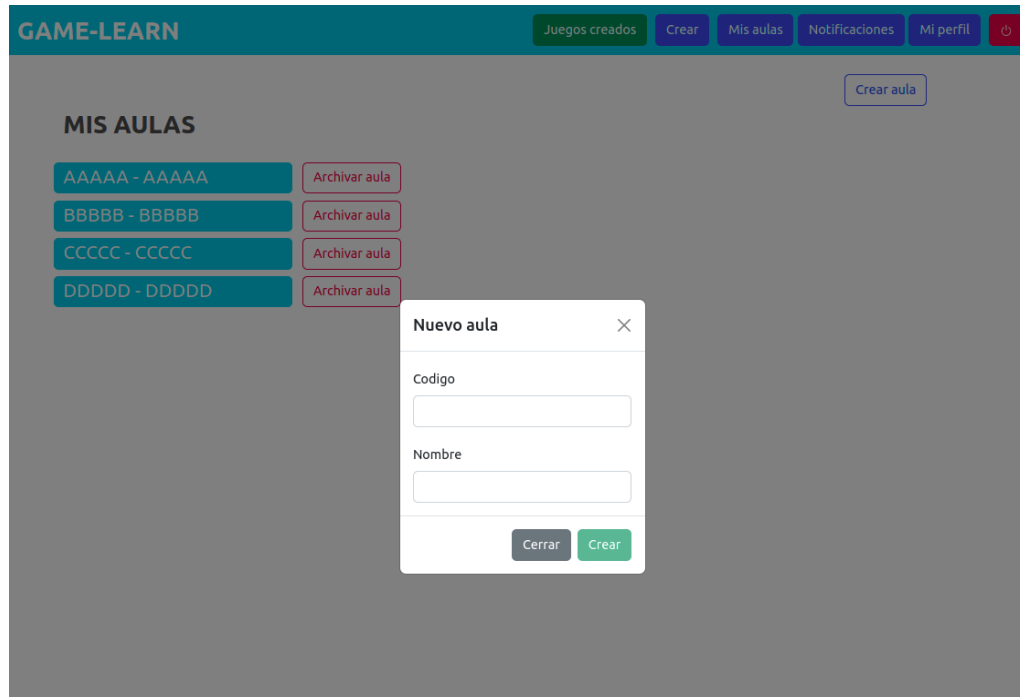 GAME-LEARN
Juegos creados Crear Mis aulas Notificaciones Mi perfil
Crear aula
MIS AULAS
AAAAA - AAAAA Archivar aula
BBBBB - BBBBB Archivar aula
CCCCC - CCCCC Archivar aula
DDDDD - DDDDD Archivar aula
Nuevo aula
Codigo
Nombre
Cerrar Crear